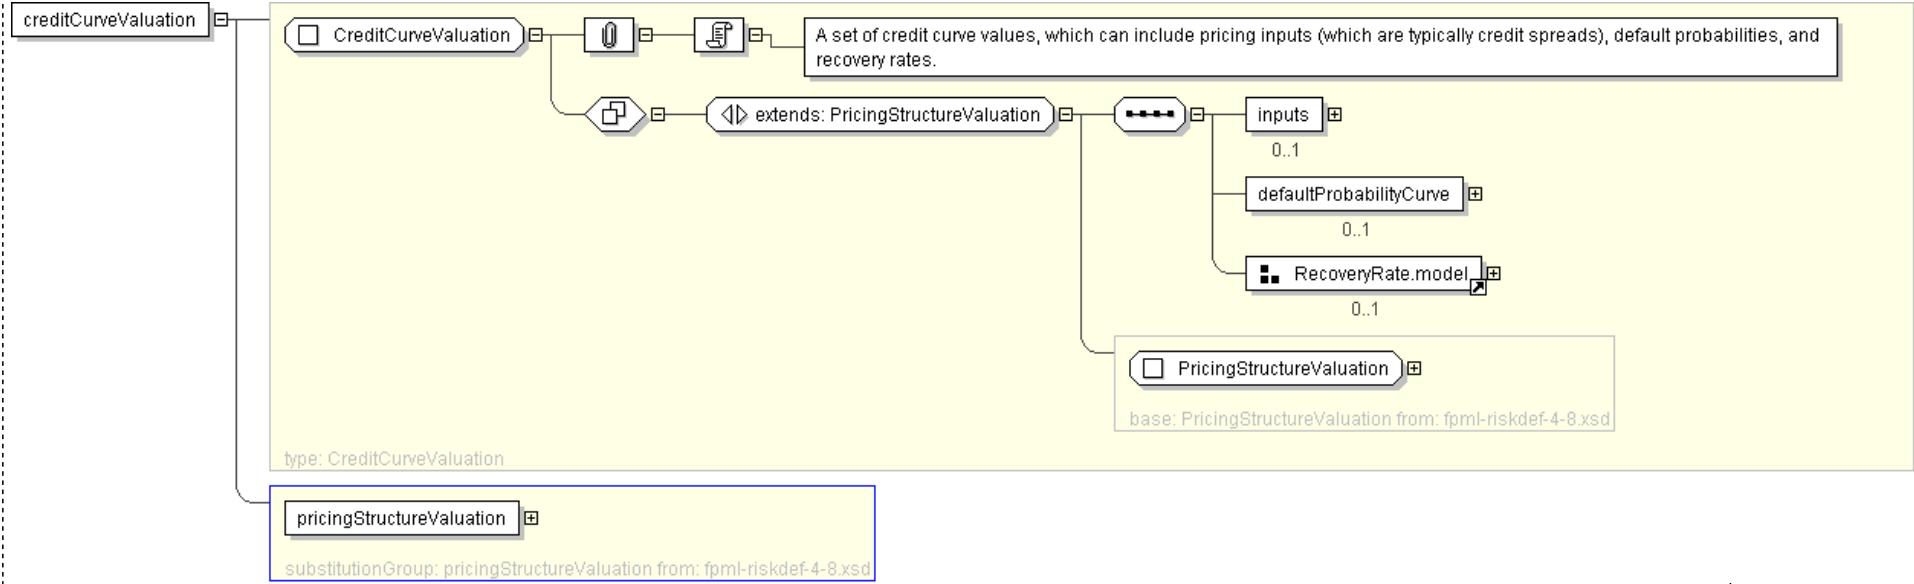 creditCurveValuation
CreditCurveValuation
A set of credit curve values, which can include pricing inputs (which are typically credit spreads), default probabilities, and
recovery rates.
extends: PricingStructureValuation
inputs
0..1
defaultProbabilityCurve
0..1
RecoveryRate.model
0..1
PricingStructureValuation
base: PricingStructureValuation from: fpml-riskdef-4-8.xsd
type: CreditCurveValuation
pricingStructureValuation
substitutionGroup: pricingStructureValuation from: fpml-riskdef-4-8.xsd